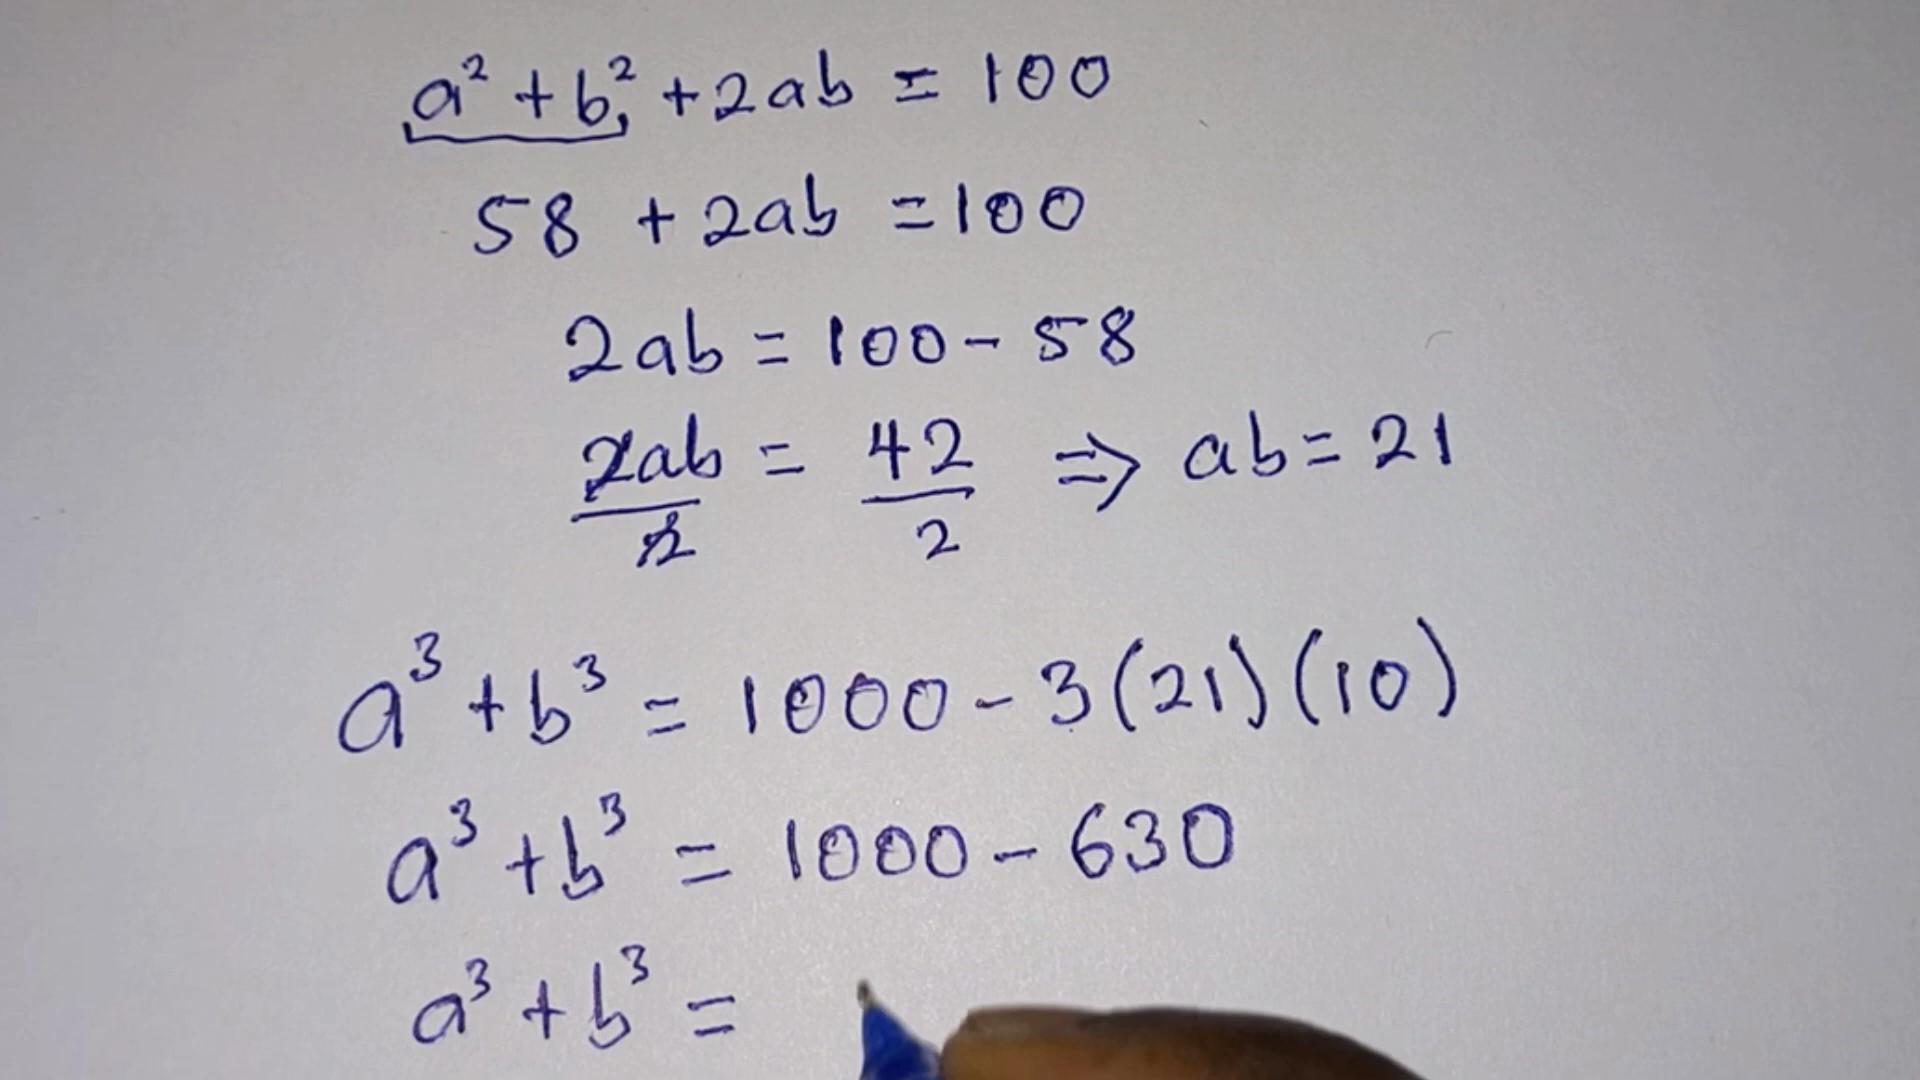 a² + b² + 2ab = 100
58 + 2ab = 100
2ab = 100 - 58
2ab/2 = 42/2 ⇒ ab = 21
a³ + b³ = 1000 - 3(21)(10)
a³ + b³ = 1000 - 630
a³ + b³ =